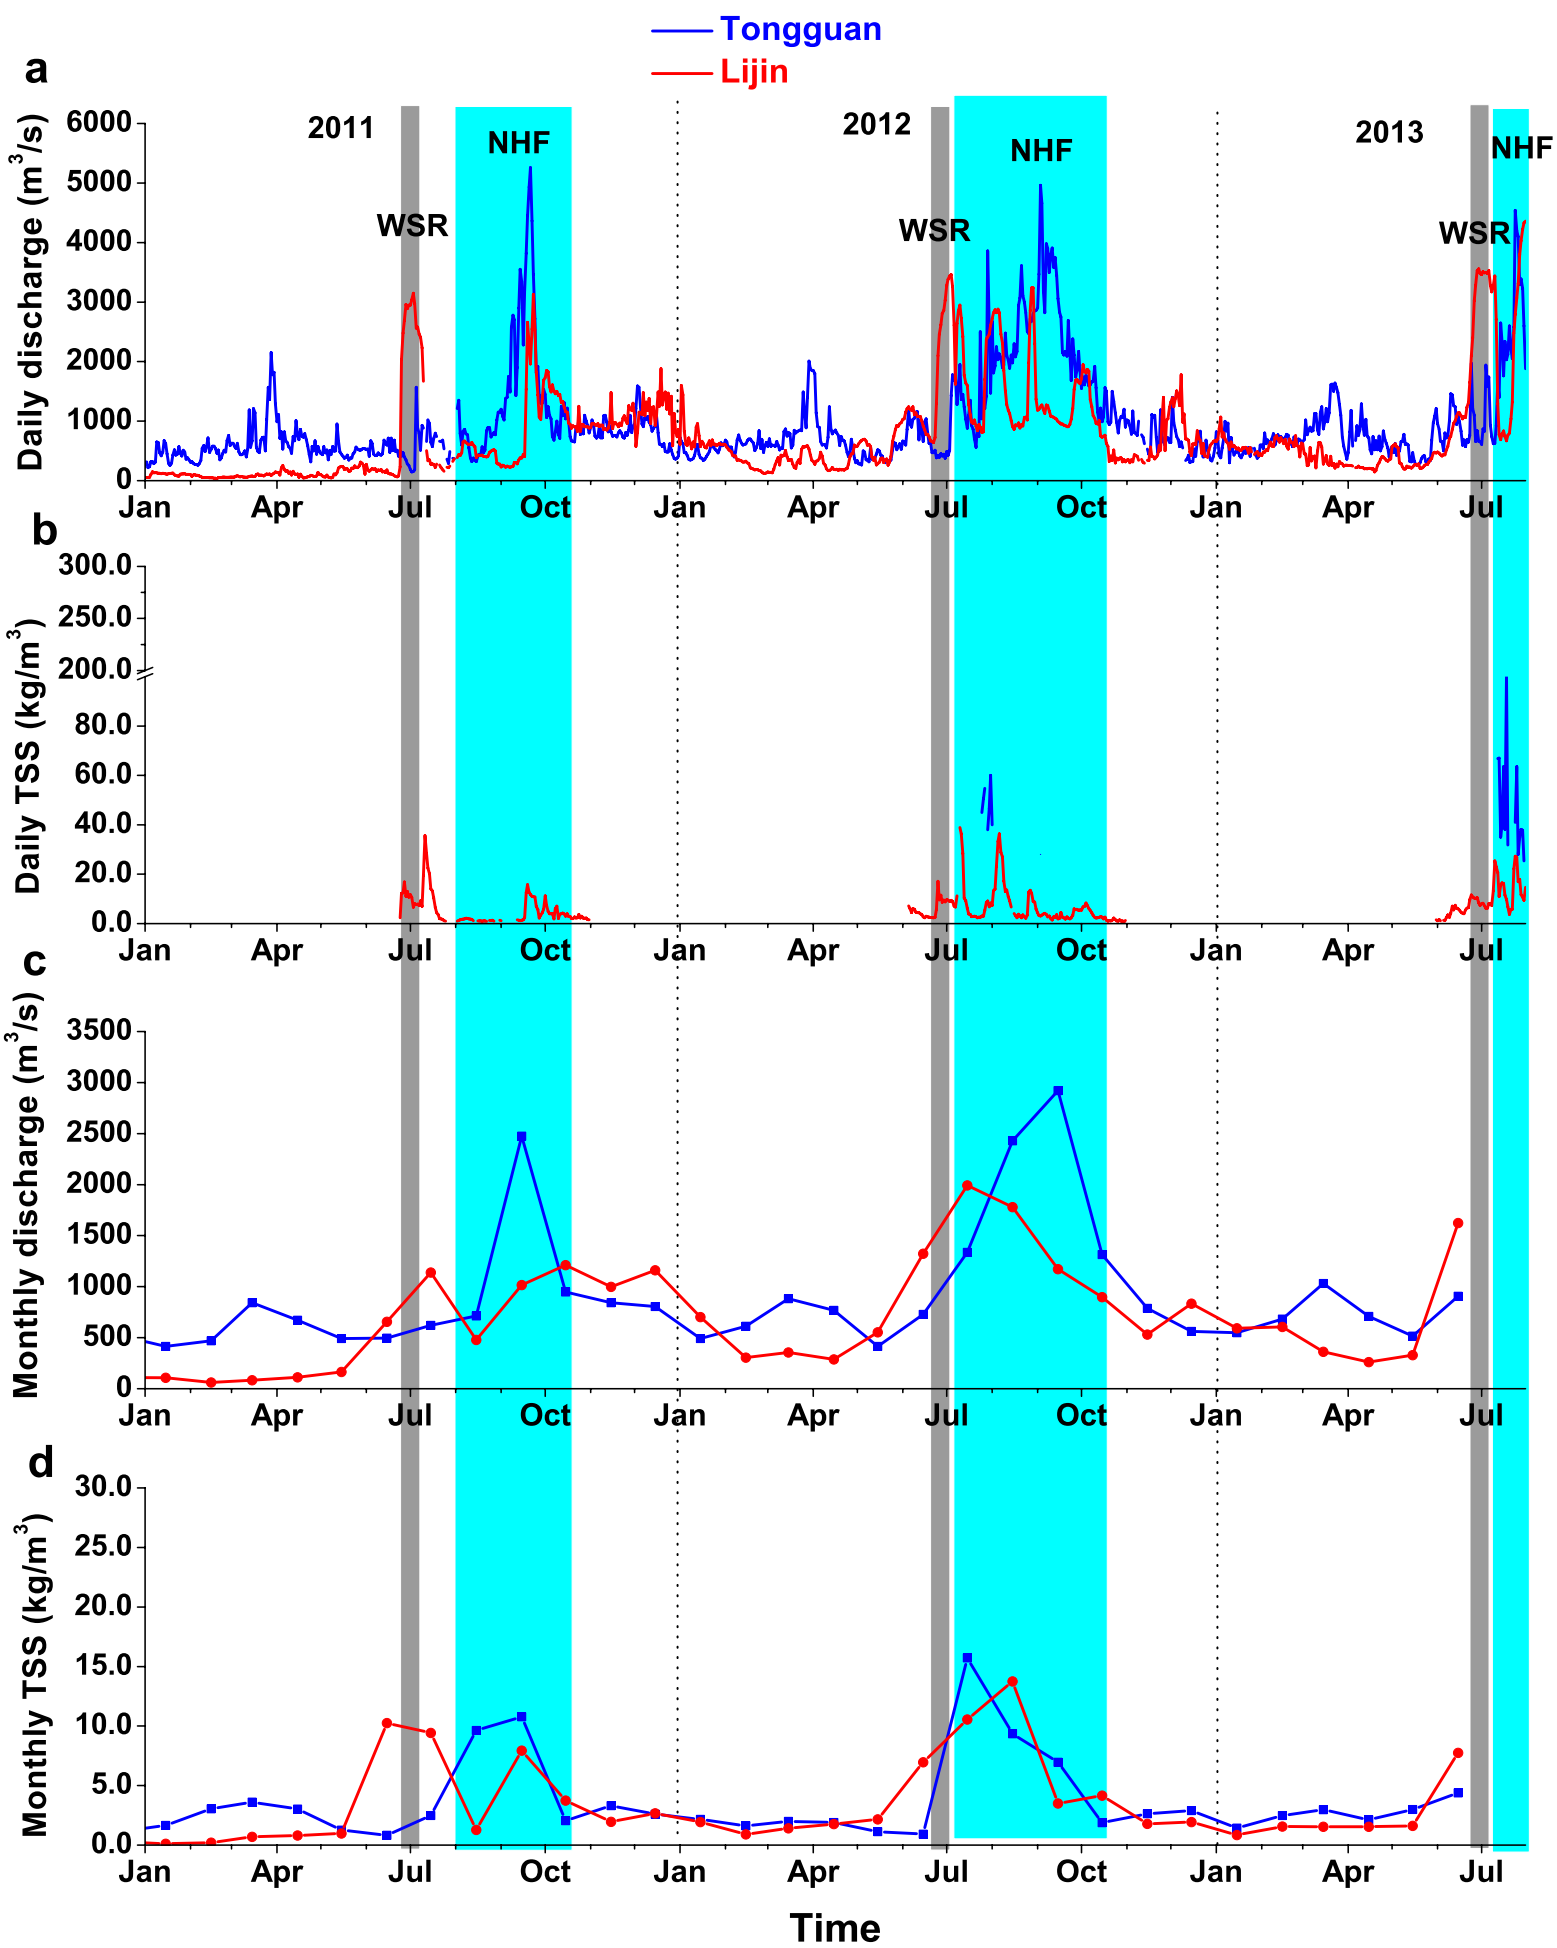 Tongguan
Lijin
a
Daily discharge (m³/s)
6000
5000
4000
3000
2000
1000
0
2011
2012
2013
NHF
NHF
NHF
WSR
WSR
WSR
Jan Apr Jul Oct Jan Apr Jul Oct Jan Apr Jul
b
Daily TSS (kg/m³)
300.0
250.0
200.0
80.0
60.0
40.0
20.0
0.0
Jan Apr Jul Oct Jan Apr Jul Oct Jan Apr Jul
c
Monthly discharge (m³/s)
3500
3000
2500
2000
1500
1000
500
0
Jan Apr Jul Oct Jan Apr Jul Oct Jan Apr Jul
d
Monthly TSS (kg/m³)
30.0
25.0
20.0
15.0
10.0
5.0
0.0
Jan Apr Jul Oct Jan Apr Jul Oct Jan Apr Jul
Time